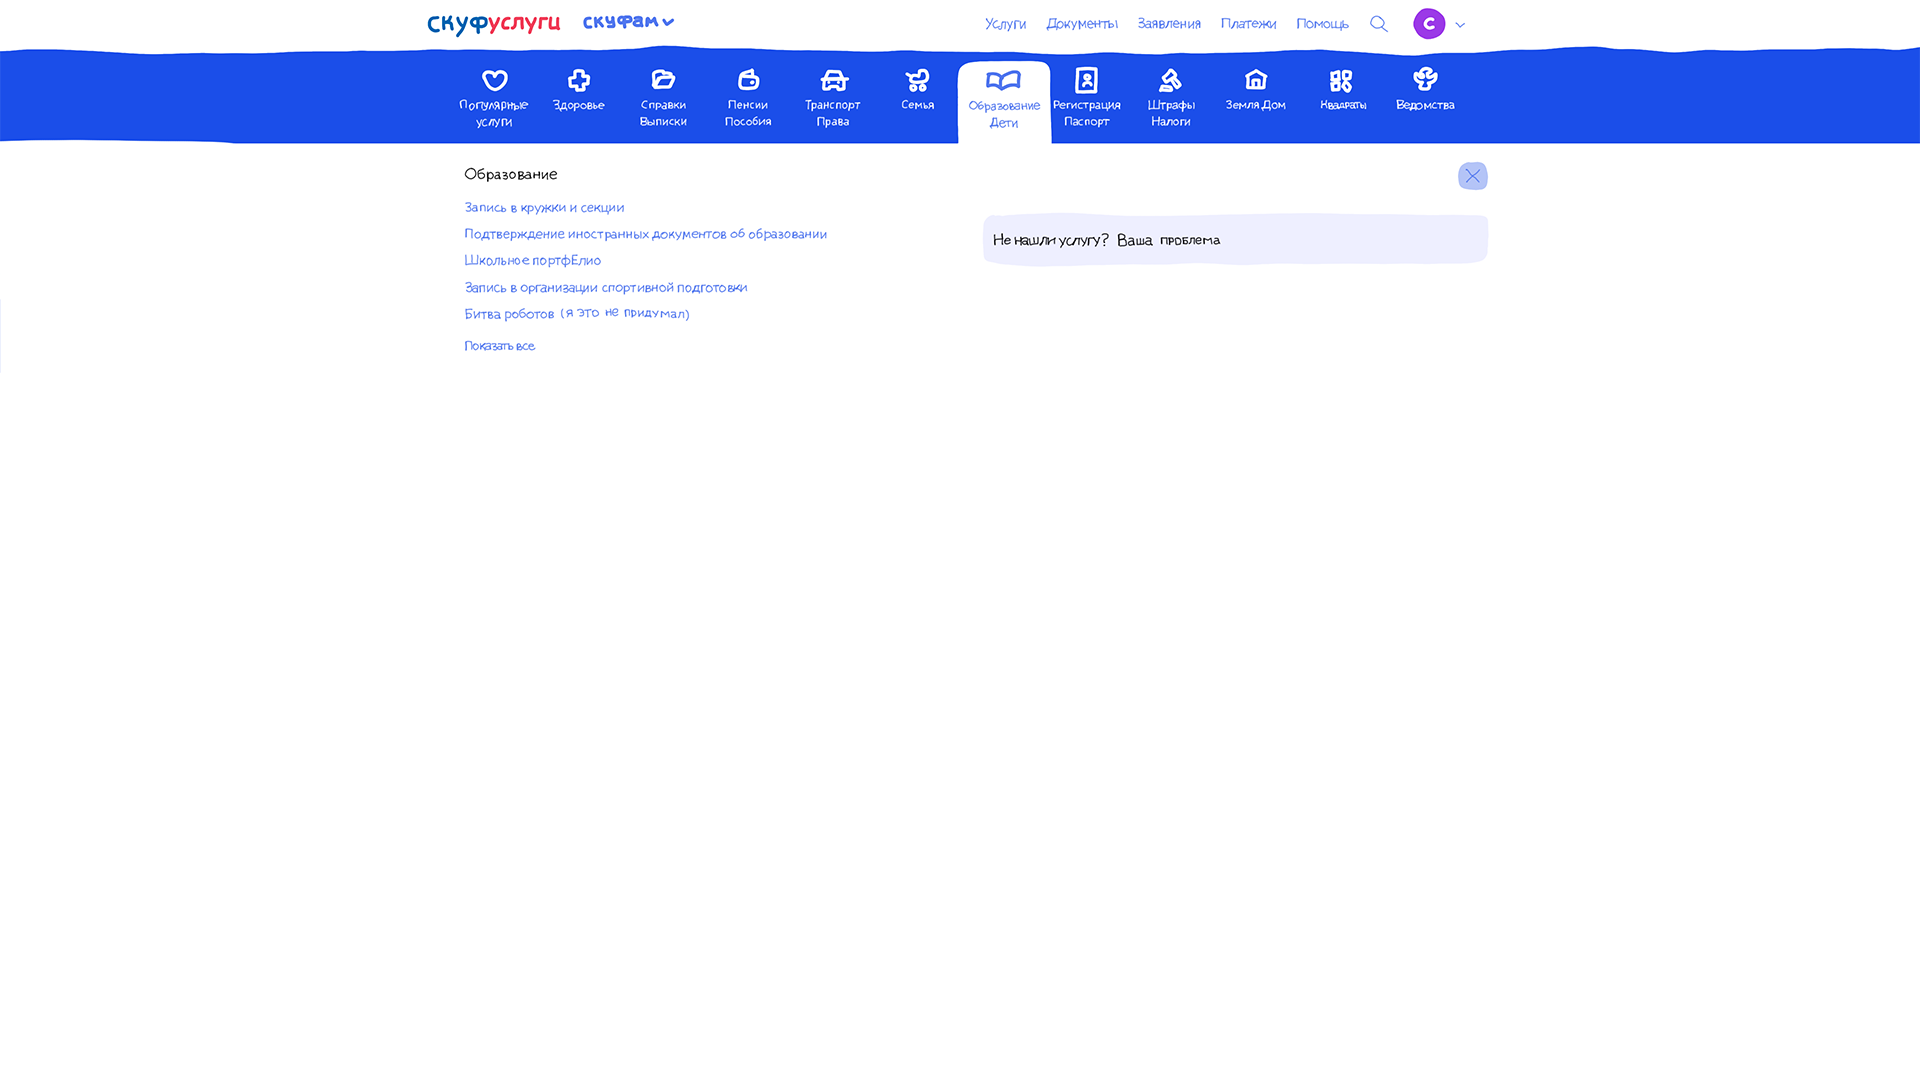 скуфуслуги скуфам Услуги Документы Заявления Платежи Помощь С
Популярные услуги
Здоровье
Справки Выписки
Пенсии Пособия
Транспорт Права
Семья
Образование Дети
Регистрация Паспорт
Штрафы Налоги
Земля Дом
Квадраты
Ведомства
Образование
Запись в кружки и секции
Подтверждение иностранных документов об образовании
Школьное портфЕлио
Запись в организации спортивной подготовки
Битва роботов (я это не придумал)
Показать все
Не нашли услугу? Ваша проблема